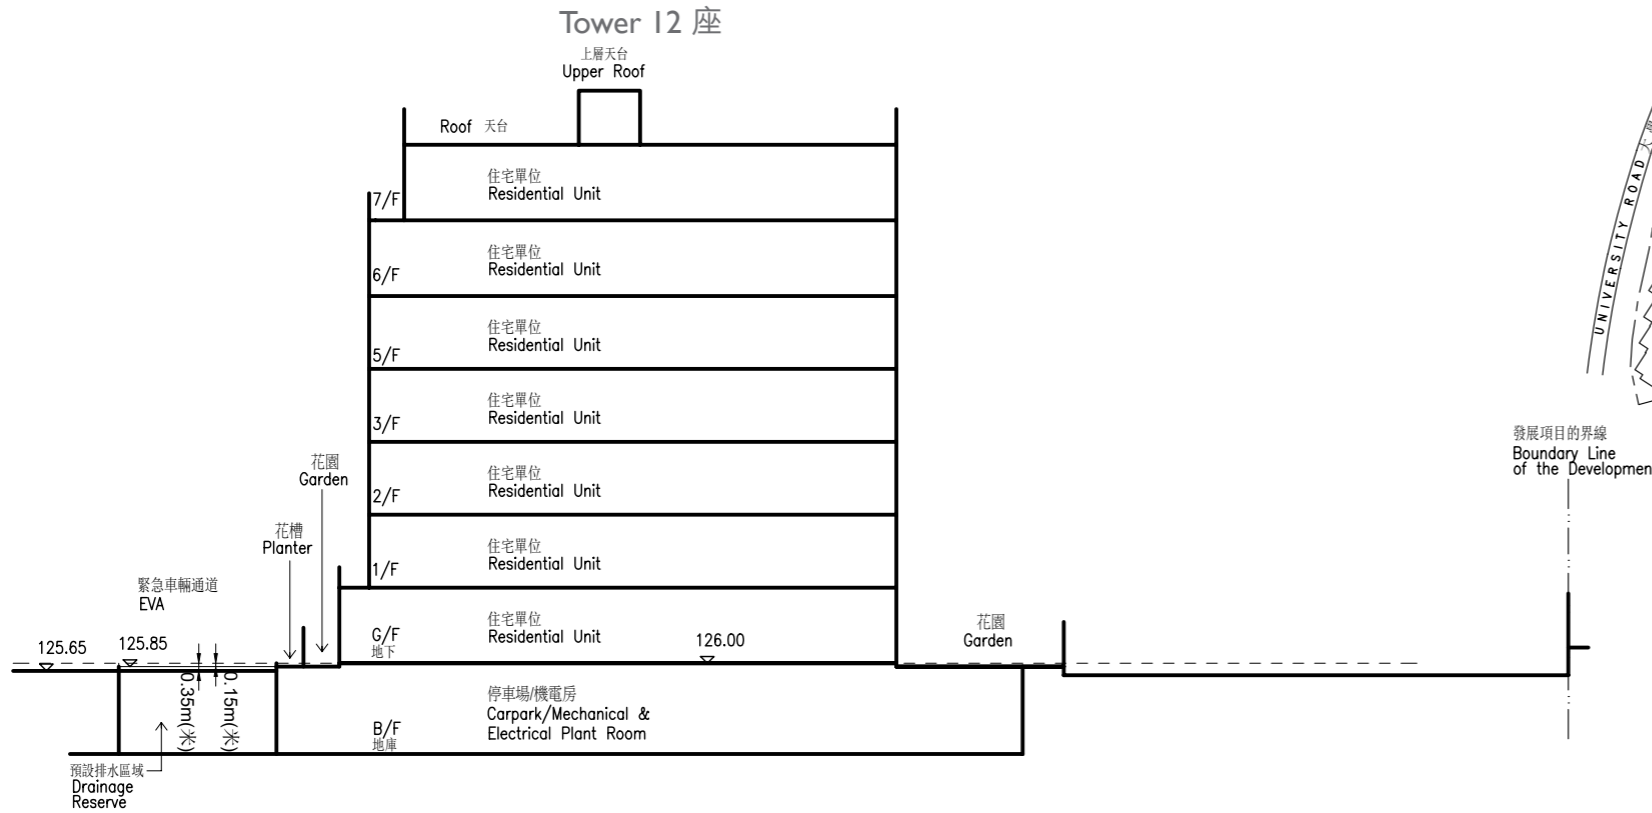 Tower 12 座
上層天台
Upper Roof
Roof 天台
住宅單位
Residential Unit
7/F
住宅單位
Residential Unit
6/F
住宅單位
Residential Unit
5/F
住宅單位
Residential Unit
3/F
住宅單位
Residential Unit
2/F
住宅單位
Residential Unit
1/F
住宅單位
Residential Unit
G/F
地下
126.00
花園
Garden
花槽
Planter
緊急車輛通道
EVA
125.65
125.85
0.35m(米)
0.15m(米)
花園
Garden
停車場/機電房
Carpark/Mechanical &
Electrical Plant Room
B/F
地庫
預設排水區域
Drainage
Reserve
UNIVERSITY ROAD 大
發展項目的界線
Boundary Line
of the Developmen